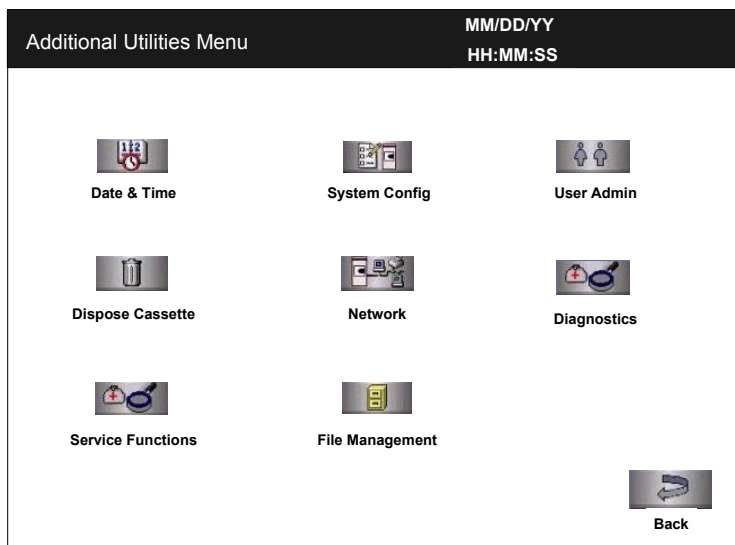 Additional Utilities Menu
MM/DD/YY
HH:MM:SS
Date & Time
System Config
User Admin
Dispose Cassette
Network
Diagnostics
Service Functions
File Management
Back